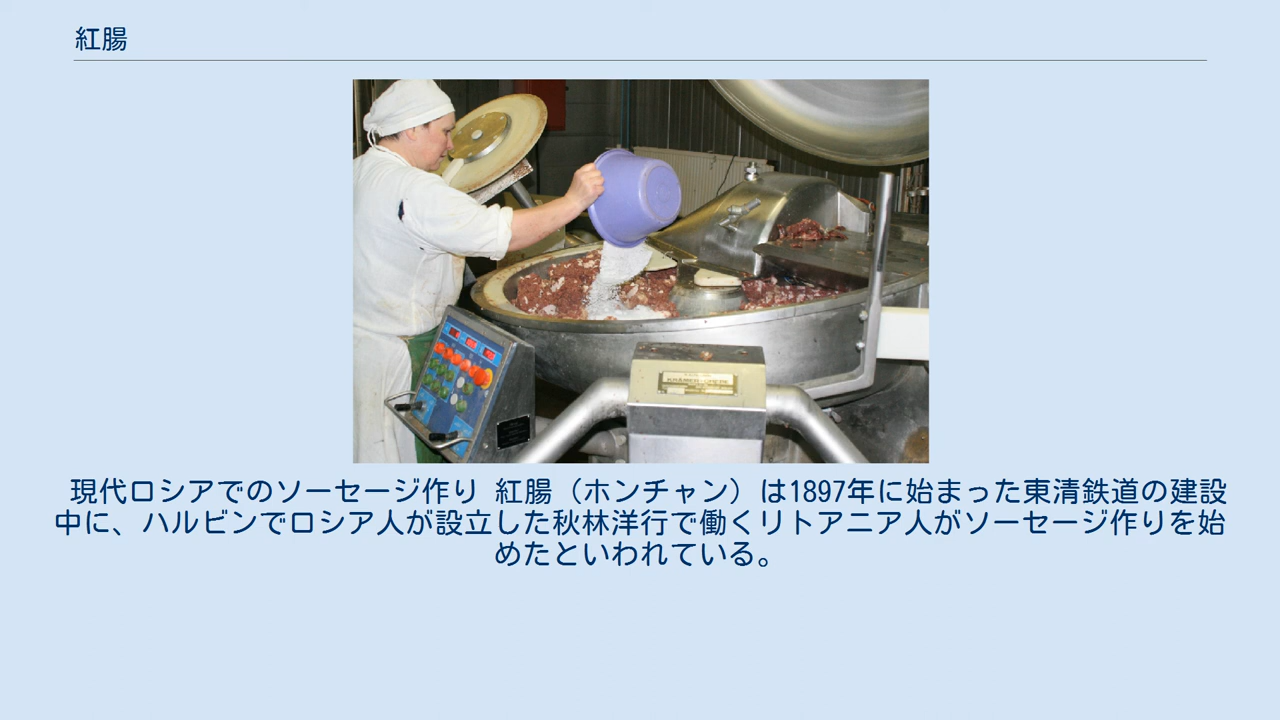 紅腸
KRÄMER+GREBE
現代ロシアでのソーセージ作り 紅腸（ホンチャン）は1897年に始まった東清鉄道の建設
中に、ハルビンでロシア人が設立した秋林洋行で働くリトアニア人がソーセージ作りを始
めたといわれている。